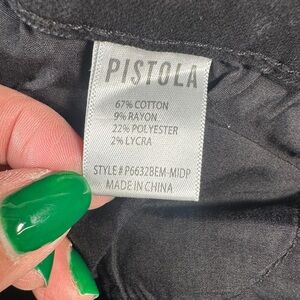 PISTOLA
67% COTTON
9% RAYON
22% POLYESTER
2% LYCRA
STYLE # P6632BEM-MIDP
MADE IN CHINA